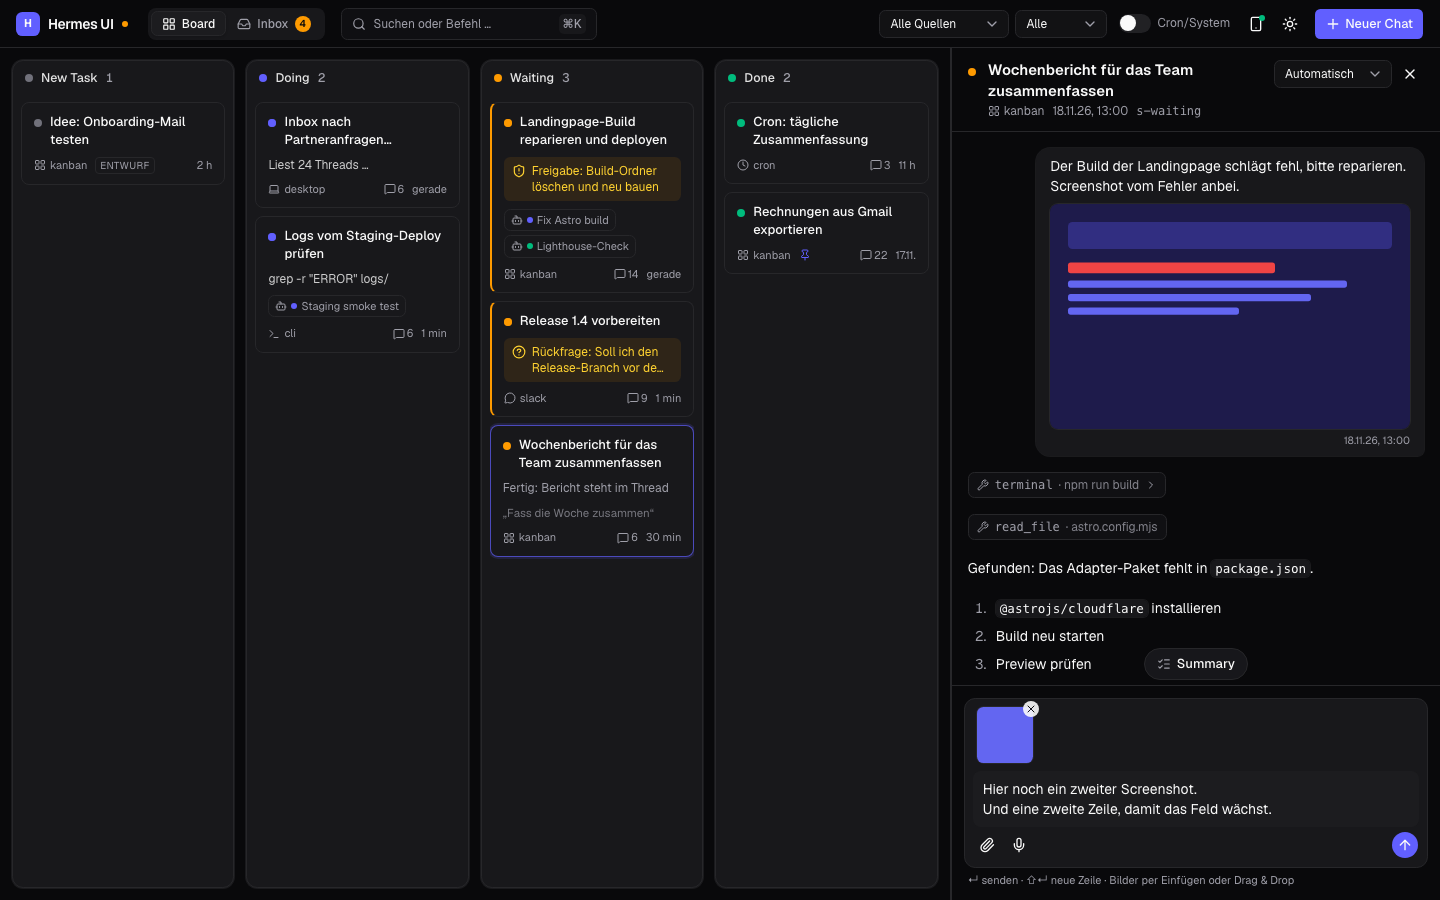 H Hermes UI
Board
Inbox 4
Suchen oder Befehl … ⌘K
Alle Quellen
Alle
Cron/System
Neuer Chat
New Task 1
Idee: Onboarding-Mail
testen
kanban ENTWURF 2 h
Doing 2
Inbox nach
Partneranfragen…
Liest 24 Threads …
desktop 6 gerade
Logs vom Staging-Deploy
prüfen
grep -r "ERROR" logs/
Staging smoke test
cli 6 1 min
Waiting 3
Landingpage-Build
reparieren und deployen
Freigabe: Build-Ordner
löschen und neu bauen
Fix Astro build
Lighthouse-Check
kanban 14 gerade
Release 1.4 vorbereiten
Rückfrage: Soll ich den
Release-Branch vor de…
slack 9 1 min
Wochenbericht für das
Team zusammenfassen
Fertig: Bericht steht im Thread
„Fass die Woche zusammen“
kanban 6 30 min
Done 2
Cron: tägliche
Zusammenfassung
cron 3 11 h
Rechnungen aus Gmail
exportieren
kanban 22 17.11.
Wochenbericht für das Team
zusammenfassen
kanban 18.11.26, 13:00 s-waiting
Automatisch
Der Build der Landingpage schlägt fehl, bitte reparieren.
Screenshot vom Fehler anbei.
18.11.26, 13:00
terminal · npm run build
read_file · astro.config.mjs
Gefunden: Das Adapter-Paket fehlt in package.json.
1. @astrojs/cloudflare installieren
2. Build neu starten
3. Preview prüfen
Summary
Hier noch ein zweiter Screenshot.
Und eine zweite Zeile, damit das Feld wächst.
↵ senden · ⇧↵ neue Zeile · Bilder per Einfügen oder Drag & Drop